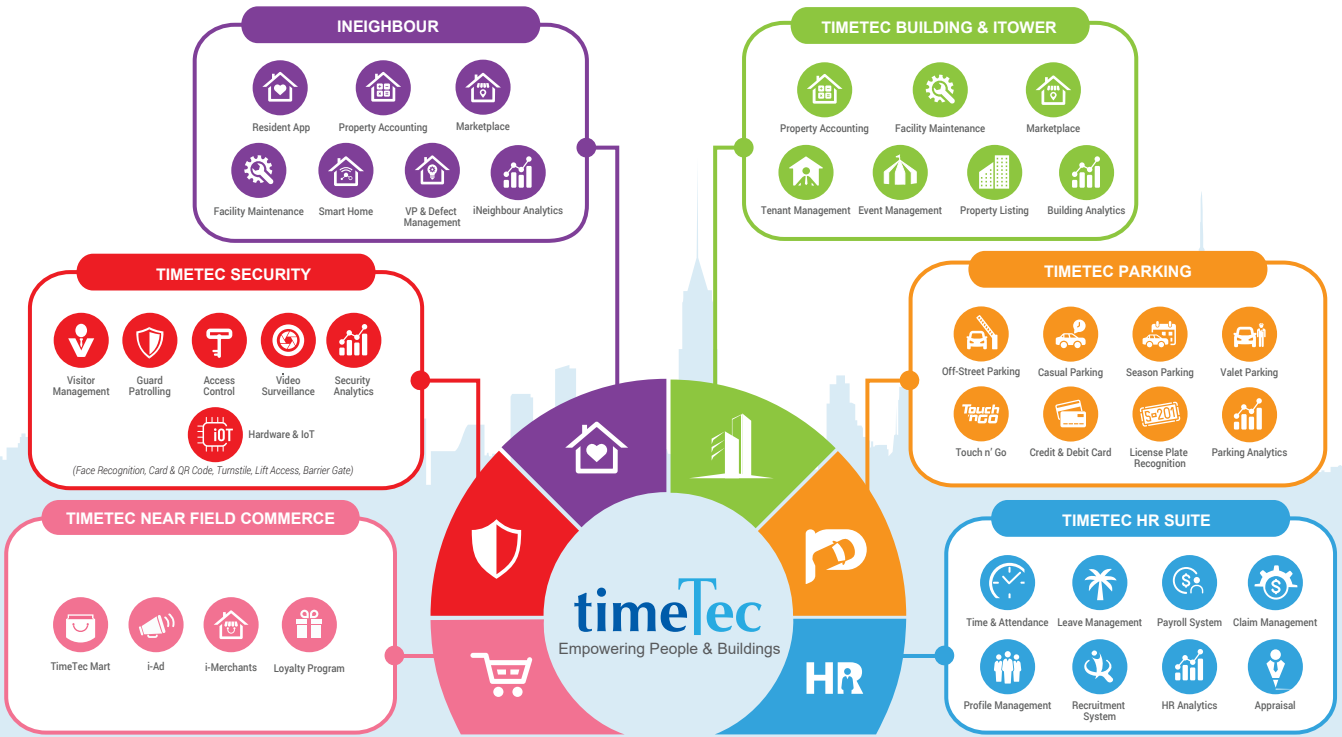 INEIGHBOUR
Resident App
Property Accounting
Marketplace
Facility Maintenance
Smart Home
VP & Defect
Management
iNeighbour Analytics
TIMETEC BUILDING & ITOWER
Property Accounting
Facility Maintenance
Marketplace
Tenant Management
Event Management
Property Listing
Building Analytics
TIMETEC SECURITY
Visitor
Management
Guard
Patrolling
Access
Control
Video
Surveillance
Security
Analytics
iOT
Hardware & IoT
(Face Recognition, Card & QR Code, Turnstile, Lift Access, Barrier Gate)
TIMETEC PARKING
Off-Street Parking
Casual Parking
Season Parking
Valet Parking
Touch
nGO
Touch n' Go
Credit & Debit Card
S-201
License Plate
Recognition
Parking Analytics
TIMETEC NEAR FIELD COMMERCE
TimeTec Mart
i-Ad
i-Merchants
Loyalty Program
timeTec
Empowering People & Buildings
HR
TIMETEC HR SUITE
Time & Attendance
Leave Management
Payroll System
Claim Management
Profile Management
Recruitment
System
HR Analytics
Appraisal